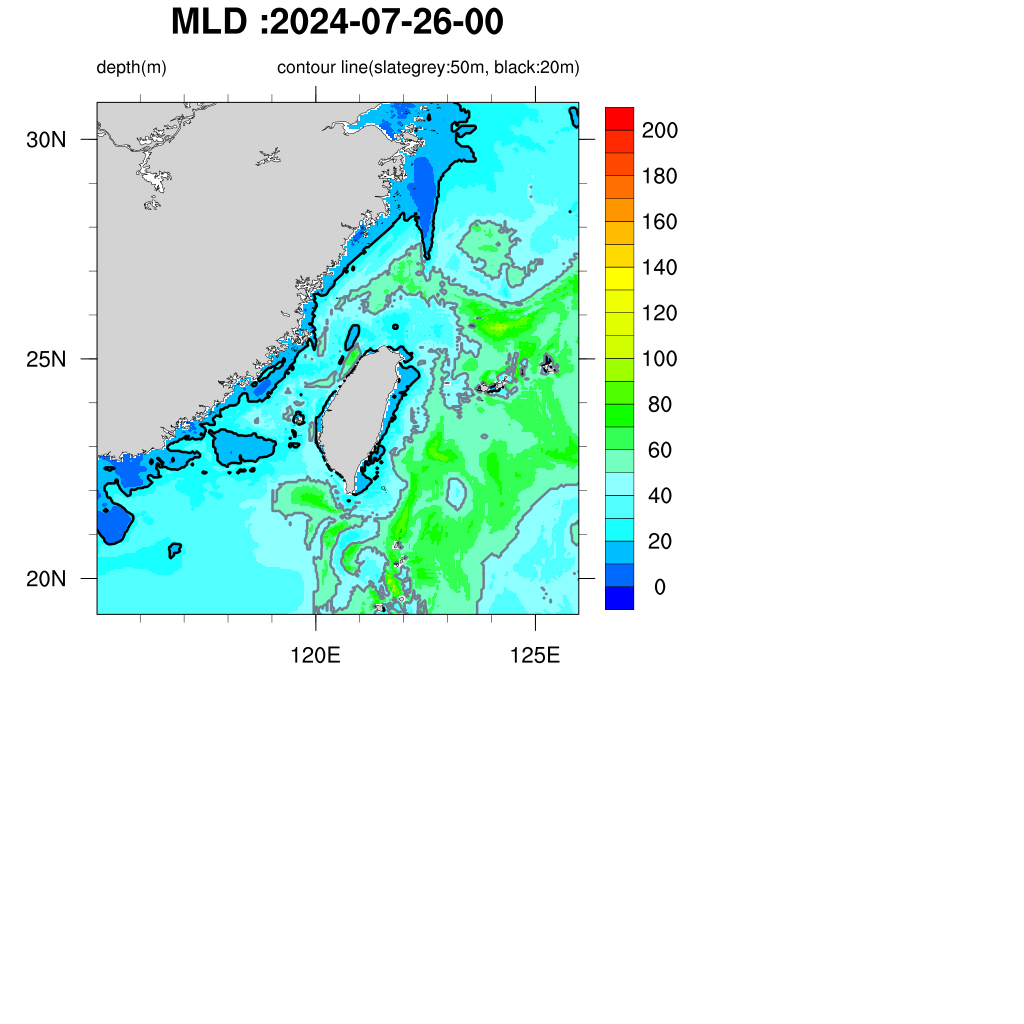 MLD :2024-07-26-00
depth(m)
contour line(slategrey:50m, black:20m)
30N
25N
20N
120E
125E
200
180
160
140
120
100
80
60
40
20
0